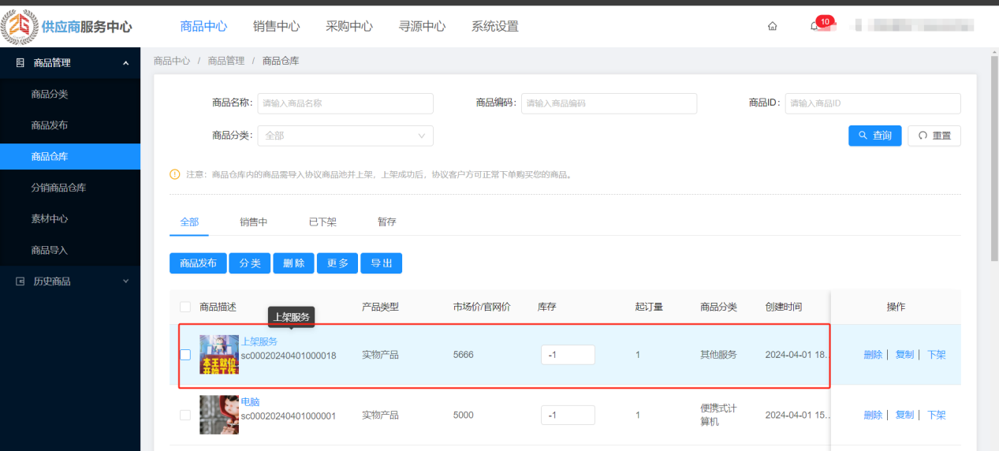 供应商服务中心 商品中心 销售中心 采购中心 寻源中心 系统设置 10
商品管理
商品分类
商品发布
商品仓库
分销商品仓库
素材中心
商品导入
历史商品
商品中心 / 商品管理 / 商品仓库
商品名称: 请输入商品名称 商品编码: 请输入商品编码 商品ID: 请输入商品ID
商品分类: 全部 查询 重置
注意: 商品仓库内的商品需导入协议商品池并上架，上架成功后，协议客户方可正常下单购买您的商品。
全部 销售中 已下架 暂存
商品发布 分 类 删 除 更 多 导 出
商品描述 产品类型 市场价/官网价 库存 起订量 商品分类 创建时间 操作
上架服务
上架服务
sc00020240401000018 实物产品 5666 -1 1 其他服务 2024-04-01 18... 删除 | 复制 | 下架
本王就位
开始工作
电脑
sc00020240401000001 实物产品 5000 -1 1 便携式计算机 2024-04-01 15... 删除 | 复制 | 下架